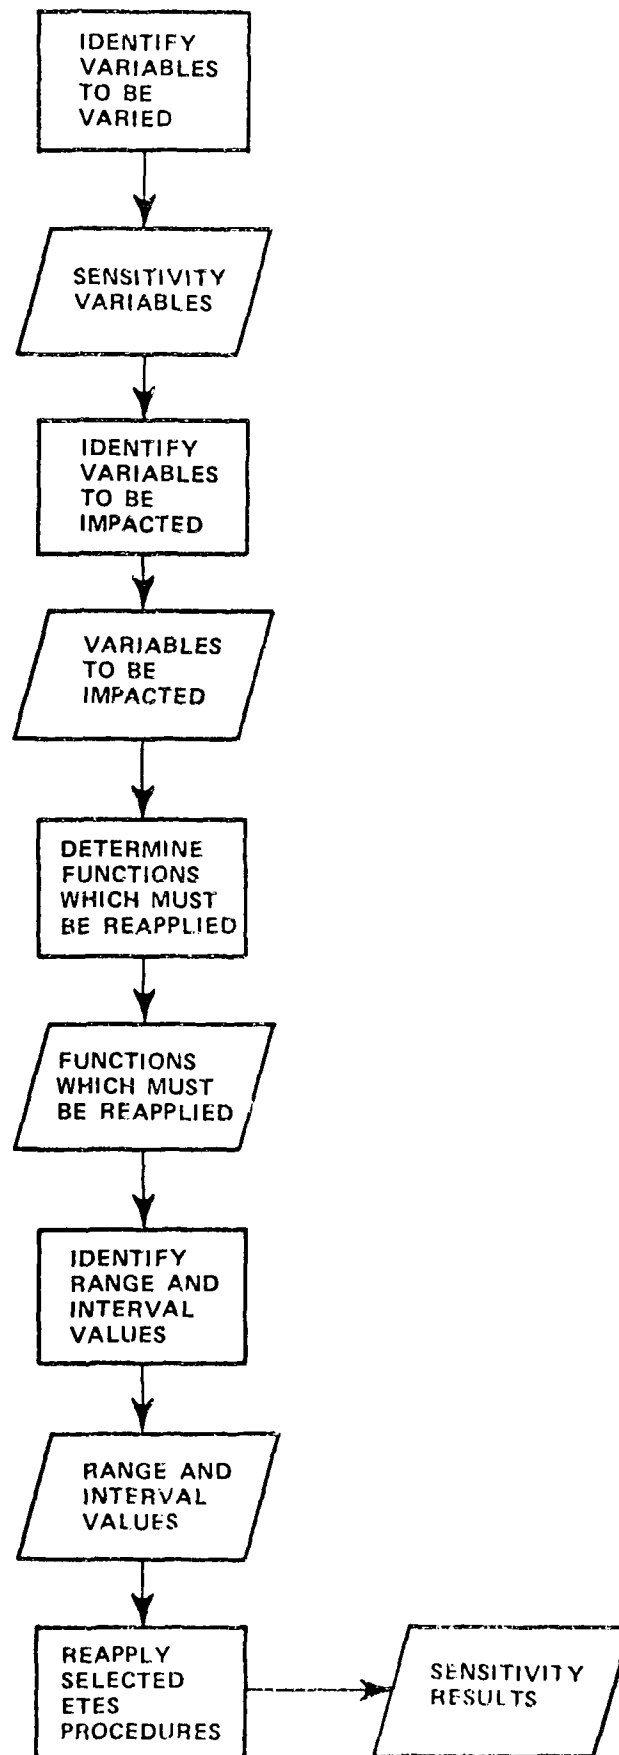 IDENTIFY
VARIABLES
TO BE
VARIED
SENSITIVITY
VARIABLES
IDENTIFY
VARIABLES
TO BE
IMPACTED
VARIABLES
TO BE
IMPACTED
DETERMINE
FUNCTIONS
WHICH MUST
BE REAPPLIED
FUNCTIONS
WHICH MUST
BE REAPPLIED
IDENTIFY
RANGE AND
INTERVAL
VALUES
RANGE AND
INTERVAL
VALUES
REAPPLY
SELECTED
ETES
PROCEDURES
SENSITIVITY
RESULTS